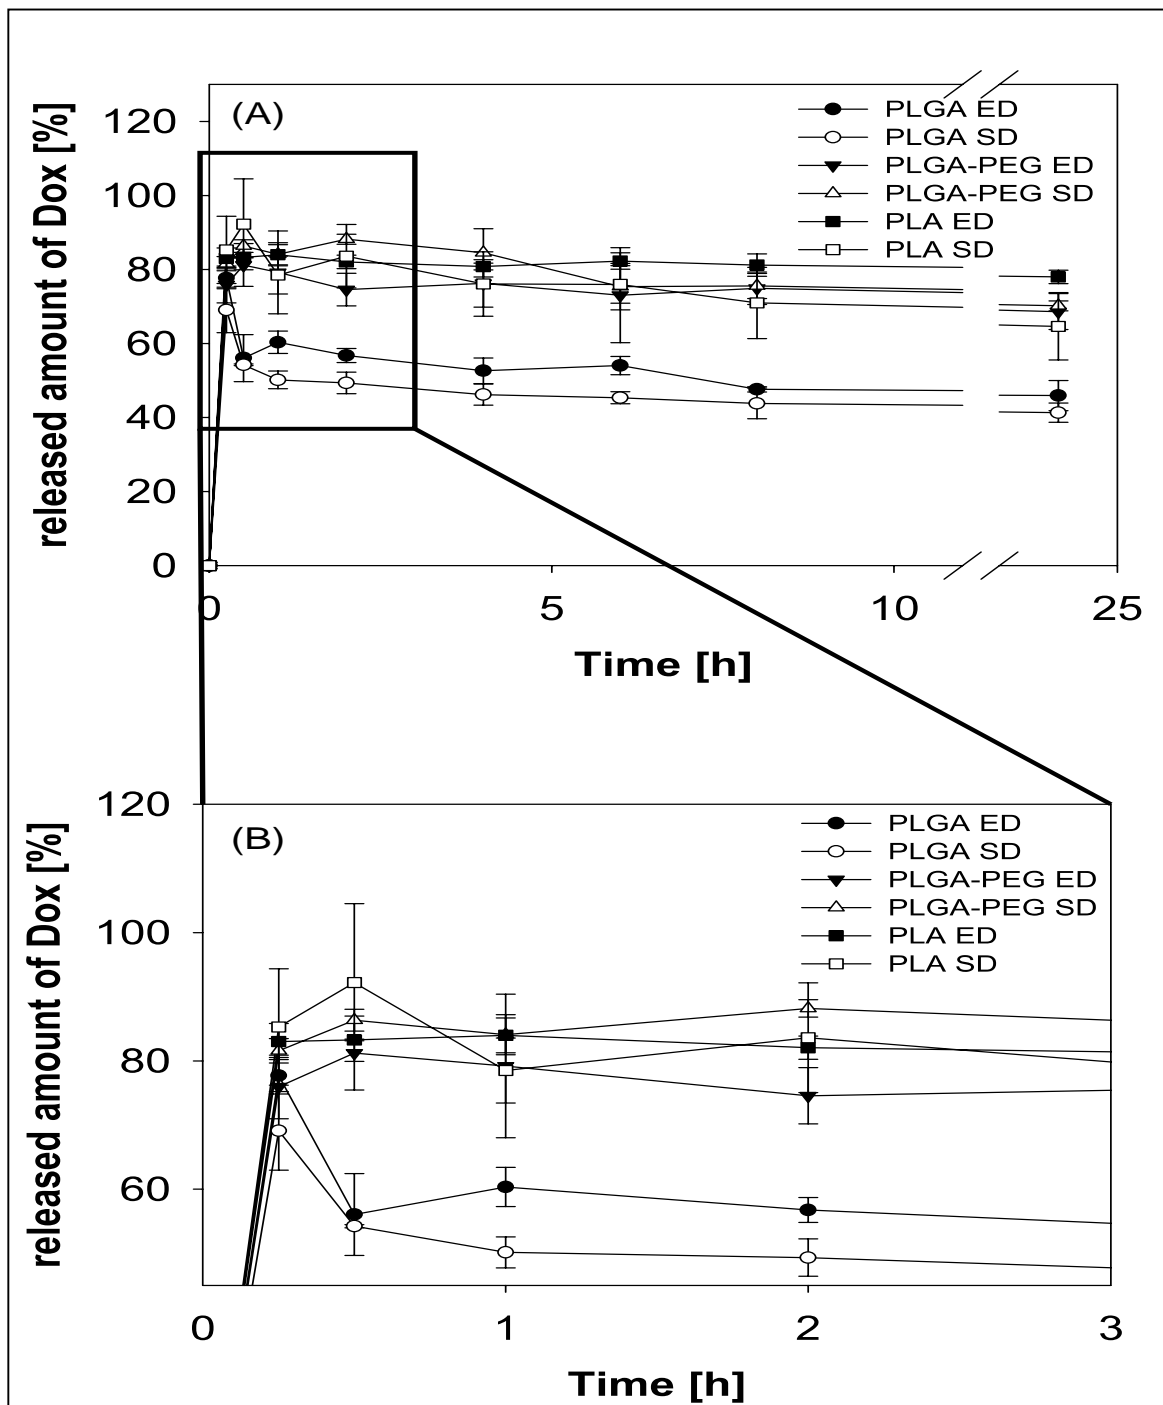 (A)
released amount of Dox [%]
120
100
80
60
40
20
0
PLGA ED
PLGA SD
PLGA-PEG ED
PLGA-PEG SD
PLA ED
PLA SD
0 5 10 25
Time [h]
(B)
released amount of Dox [%]
120
100
80
60
PLGA ED
PLGA SD
PLGA-PEG ED
PLGA-PEG SD
PLA ED
PLA SD
0 1 2 3
Time [h]